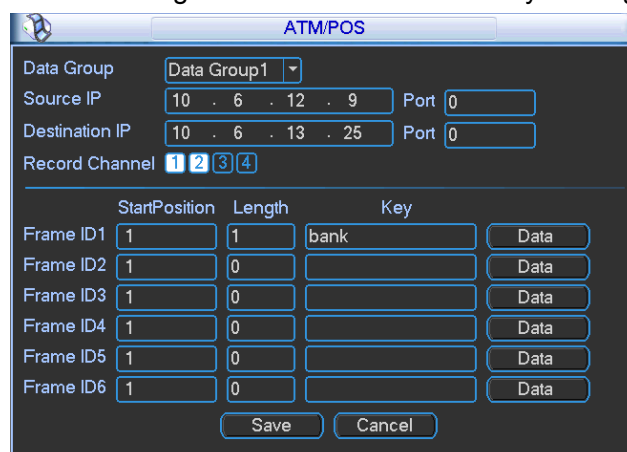 ATM/POS
Data Group Data Group1
Source IP 10 . 6 . 12 . 9 Port 0
Destination IP 10 . 6 . 13 . 25 Port 0
Record Channel 1 2 3 4
StartPosition Length Key
Frame ID1 1 1 bank Data
Frame ID2 1 0 Data
Frame ID3 1 0 Data
Frame ID4 1 0 Data
Frame ID5 1 0 Data
Frame ID6 1 0 Data
Save Cancel